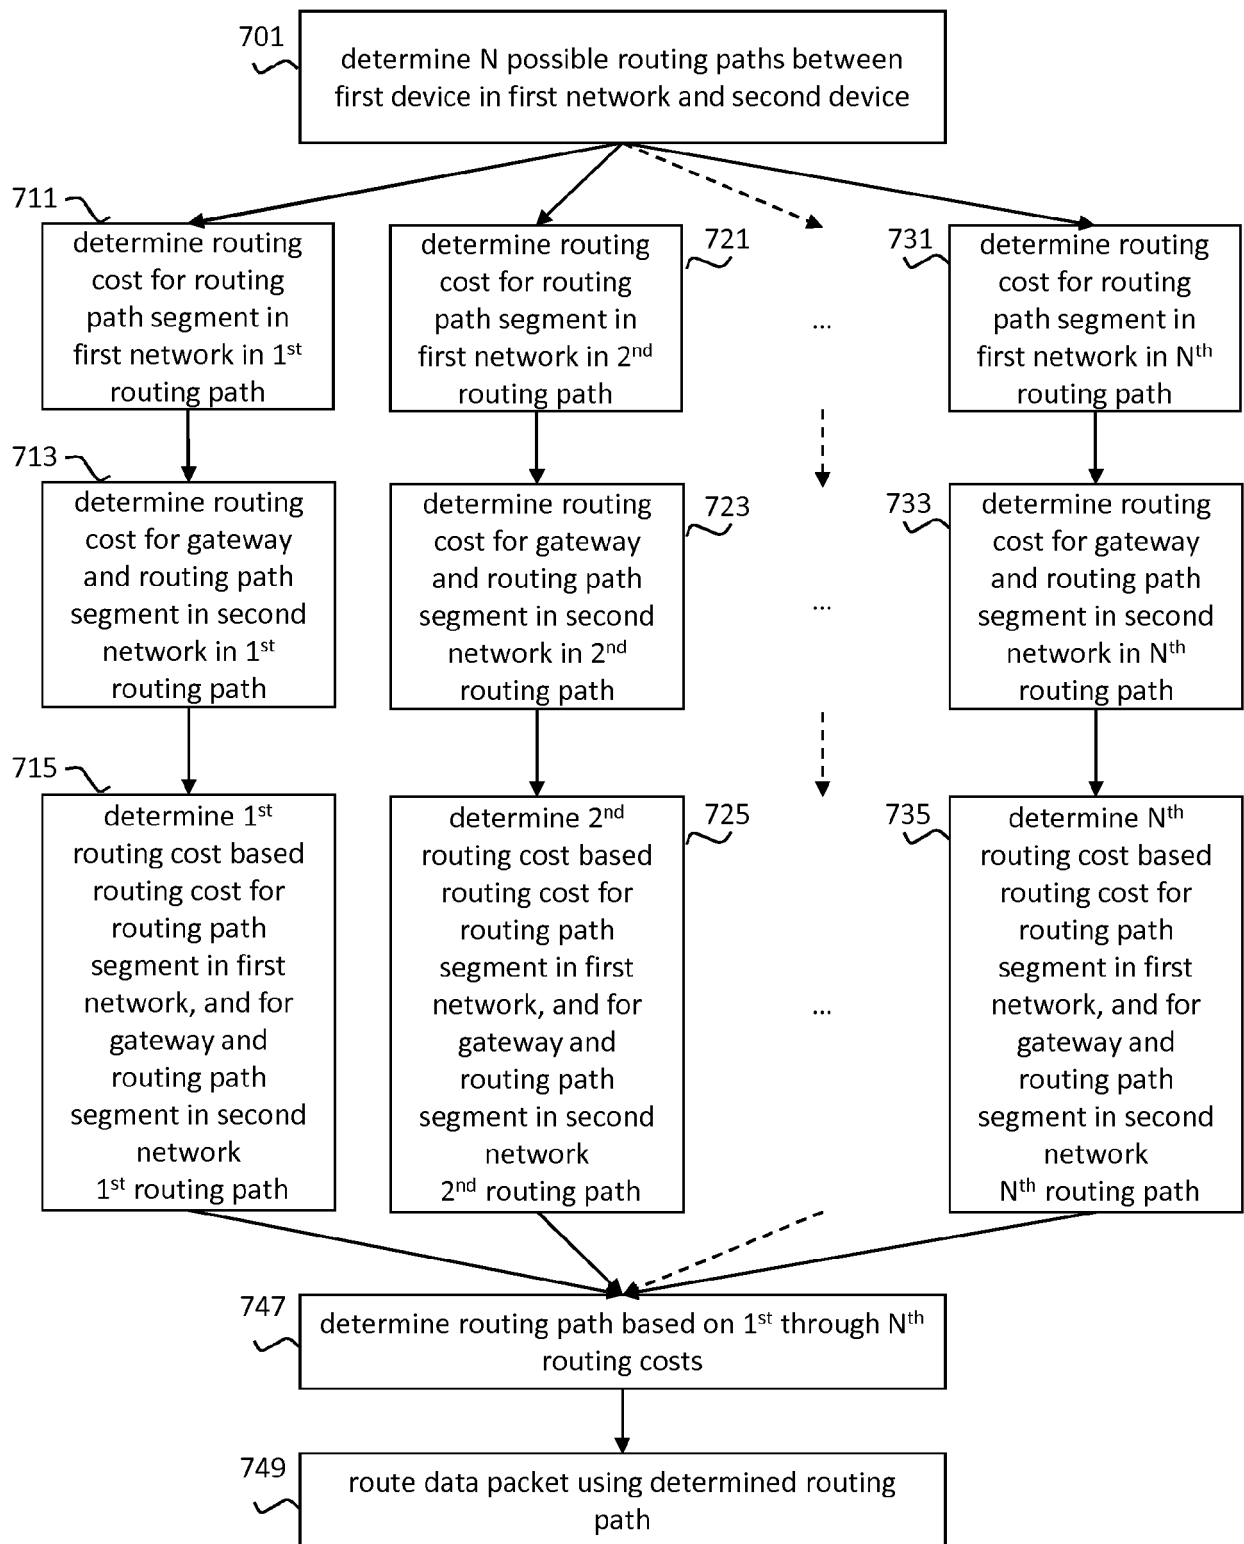 701
determine N possible routing paths between
first device in first network and second device
711
determine routing
cost for routing
path segment in
first network in 1st
routing path
721
determine routing
cost for routing
path segment in
first network in 2nd
routing path
...
731
determine routing
cost for routing
path segment in
first network in Nth
routing path
713
determine routing
cost for gateway
and routing path
segment in second
network in 1st
routing path
723
determine routing
cost for gateway
and routing path
segment in second
network in 2nd
routing path
...
733
determine routing
cost for gateway
and routing path
segment in second
network in Nth
routing path
715
determine 1st
routing cost based
routing cost for
routing path
segment in first
network, and for
gateway and
routing path
segment in second
network
1st routing path
725
determine 2nd
routing cost based
routing cost for
routing path
segment in first
network, and for
gateway and
routing path
segment in second
network
2nd routing path
...
735
determine Nth
routing cost based
routing cost for
routing path
segment in first
network, and for
gateway and
routing path
segment in second
network
Nth routing path
747
determine routing path based on 1st through Nth
routing costs
749
route data packet using determined routing
path